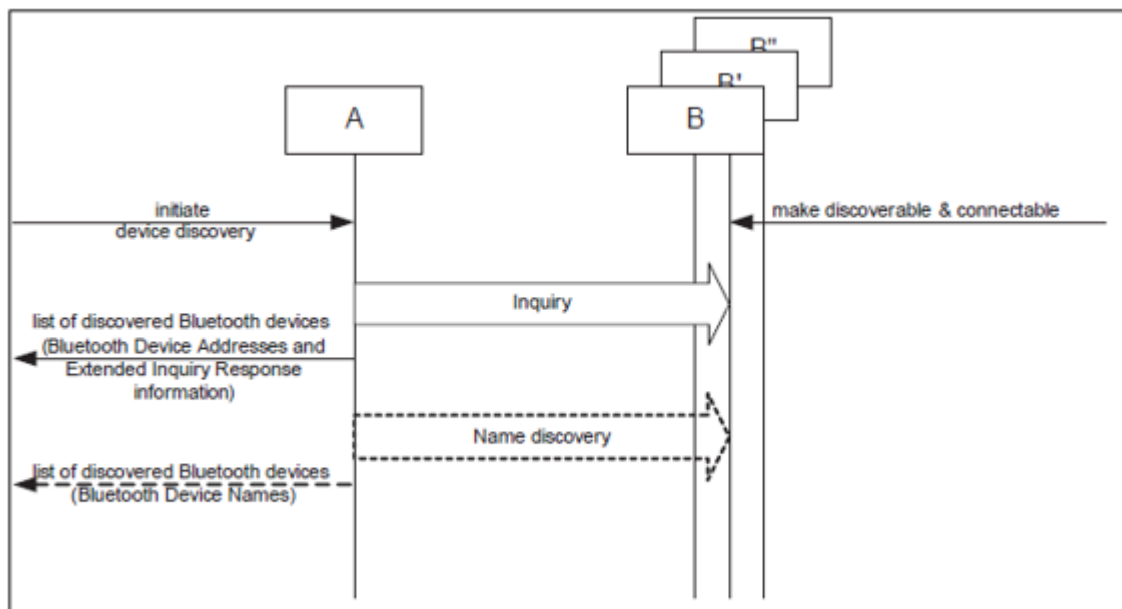 B"
B'
A
B
initiate
device discovery
make discoverable & connectable
Inquiry
list of discovered Bluetooth devices
(Bluetooth Device Addresses and
Extended Inquiry Response
information)
Name discovery
list of discovered Bluetooth devices
(Bluetooth Device Names)